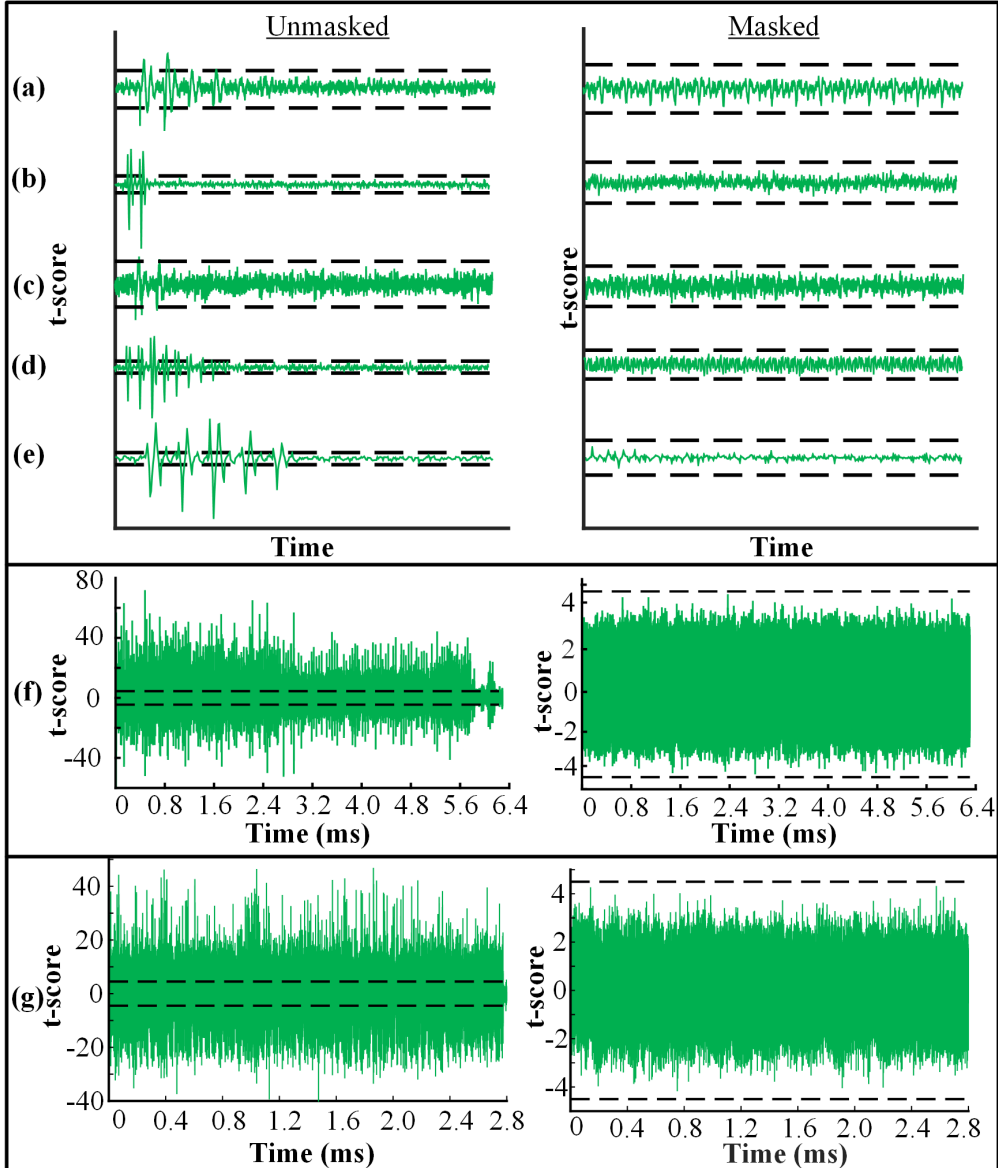 Unmasked
Masked
(a)
(b)
(c)
(d)
(e)
t-score
t-score
Time
Time
(f)
t-score
80
40
0
-40
0 0.8 1.6 2.4 3.2 4.0 4.8 5.6 6.4
Time (ms)
t-score
4
2
0
-2
-4
0 0.8 1.6 2.4 3.2 4.0 4.8 5.6 6.4
Time (ms)
(g)
t-score
40
20
0
-20
-40
0 0.4 0.8 1.2 1.6 2.0 2.4 2.8
Time (ms)
t-score
4
2
0
-2
-4
0 0.4 0.8 1.2 1.6 2.0 2.4 2.8
Time (ms)